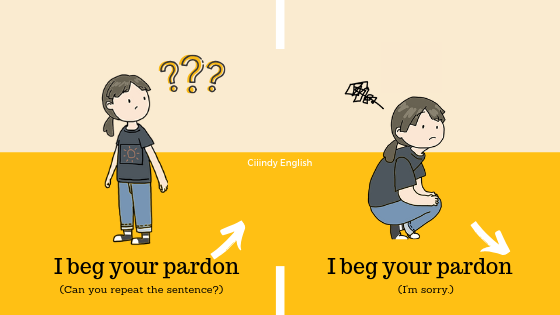 ???
Ciiindy English
I beg your pardon
(Can you repeat the sentence?)
I beg your pardon
(I'm sorry.)